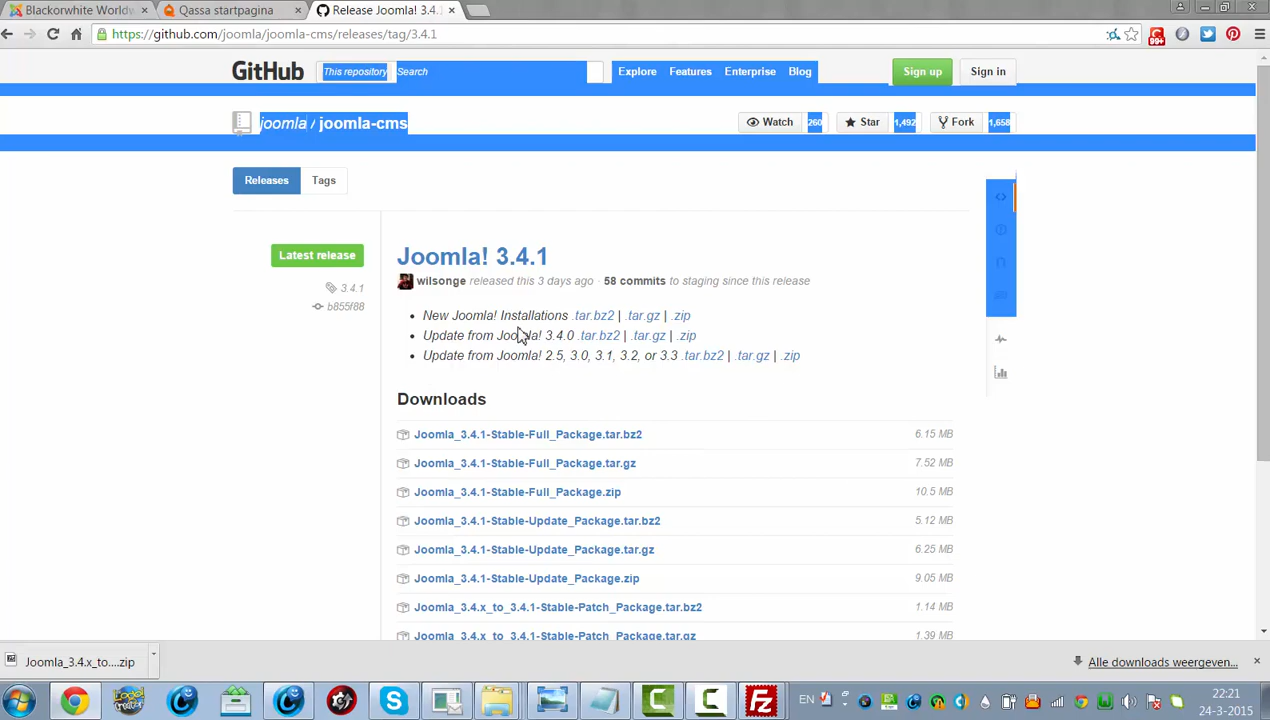 Blackorwhite Worldw
Qassa startpagina
Release Joomla! 3.4.1
https://github.com/joomla/joomla-cms/releases/tag/3.4.1
99+
GitHub This repository Search Explore Features Enterprise Blog Sign up Sign in
joomla / joomla-cms Watch 260 Star 1,492 Fork 1,658
Releases Tags
Latest release
3.4.1
b855f88
Joomla! 3.4.1
wilsonge released this 3 days ago · 58 commits to staging since this release
• New Joomla! Installations .tar.bz2 | .tar.gz | .zip
• Update from Joomla! 3.4.0 .tar.bz2 | .tar.gz | .zip
• Update from Joomla! 2.5, 3.0, 3.1, 3.2, or 3.3 .tar.bz2 | .tar.gz | .zip
Downloads
Joomla_3.4.1-Stable-Full_Package.tar.bz2 6.15 MB
Joomla_3.4.1-Stable-Full_Package.tar.gz 7.52 MB
Joomla_3.4.1-Stable-Full_Package.zip 10.5 MB
Joomla_3.4.1-Stable-Update_Package.tar.bz2 5.12 MB
Joomla_3.4.1-Stable-Update_Package.tar.gz 6.25 MB
Joomla_3.4.1-Stable-Update_Package.zip 9.05 MB
Joomla_3.4.x_to_3.4.1-Stable-Patch_Package.tar.bz2 1.14 MB
Joomla_3.4.x_to_3.4.1-Stable-Patch_Package.tar.gz 1.39 MB
Joomla_3.4.x_to....zip
Alle downloads weergeven...
EN
22:21
24-3-2015